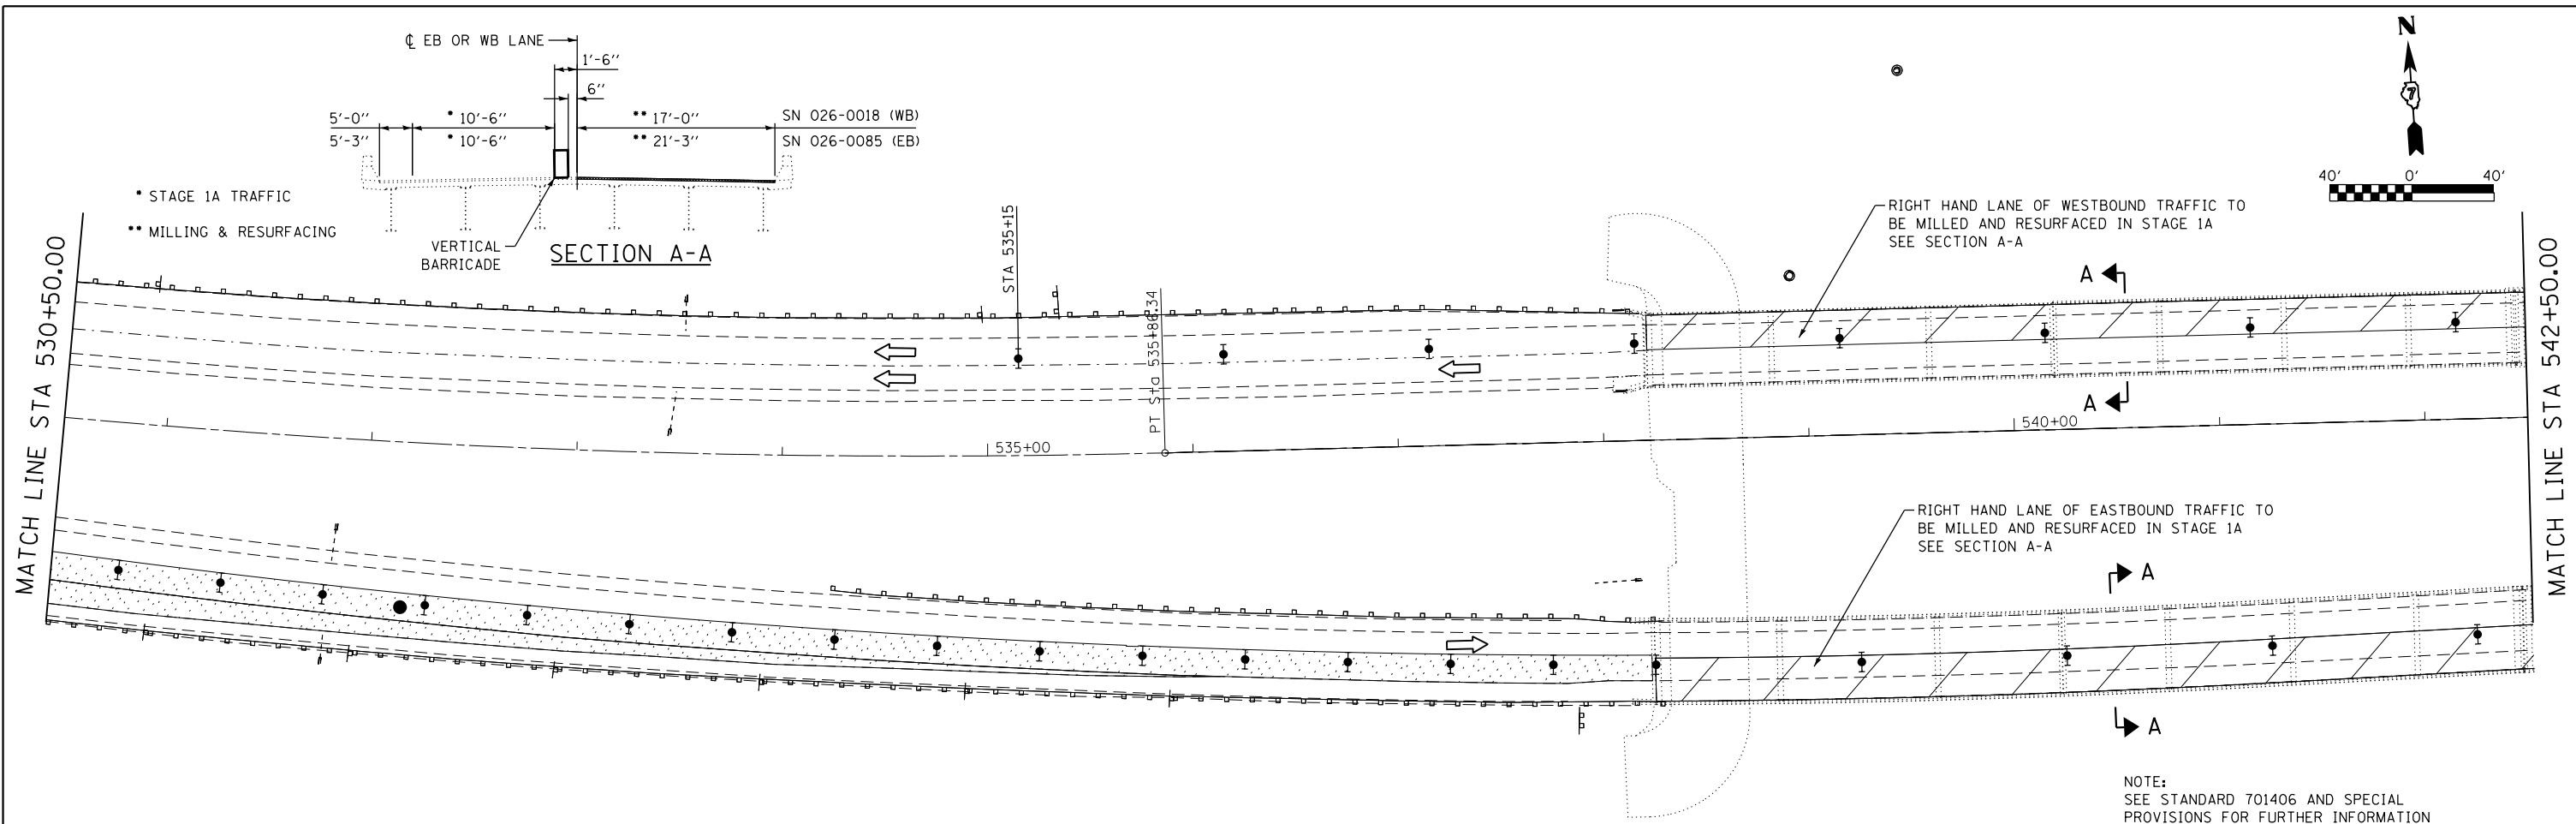 ℄ EB OR WB LANE
1'-6''
6''
5'-0'' * 10'-6'' ** 17'-0'' SN 026-0018 (WB)
5'-3'' * 10'-6'' ** 21'-3'' SN 026-0085 (EB)
* STAGE 1A TRAFFIC
** MILLING & RESURFACING
VERTICAL
BARRICADE
SECTION A-A
N
7
40' 0' 40'
MATCH LINE STA 530+50.00
STA 535+15
PT Sta 535+86.34
RIGHT HAND LANE OF WESTBOUND TRAFFIC TO
BE MILLED AND RESURFACED IN STAGE 1A
SEE SECTION A-A
A
A
MATCH LINE STA 542+50.00
535+00
540+00
RIGHT HAND LANE OF EASTBOUND TRAFFIC TO
BE MILLED AND RESURFACED IN STAGE 1A
SEE SECTION A-A
A
A
NOTE:
SEE STANDARD 701406 AND SPECIAL
PROVISIONS FOR FURTHER INFORMATION